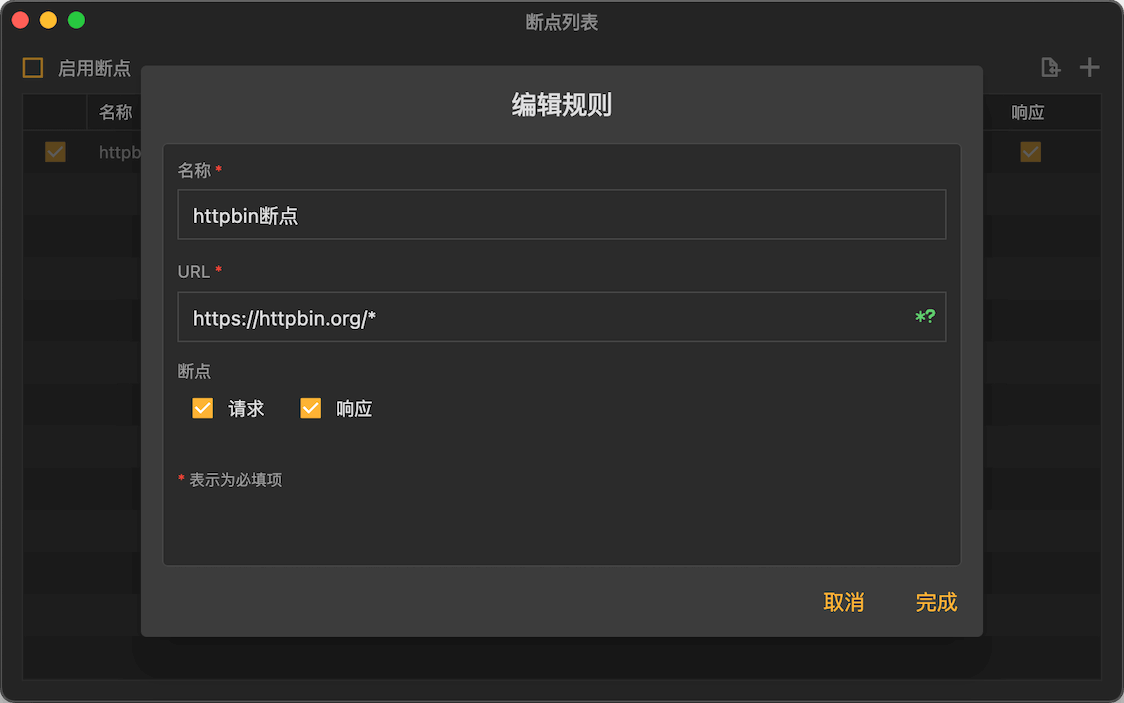 断点列表
启用断点
名称
响应
httpb
编辑规则
名称 *
httpbin断点
URL *
https://httpbin.org/*
*?
断点
请求 响应
* 表示为必填项
取消 完成